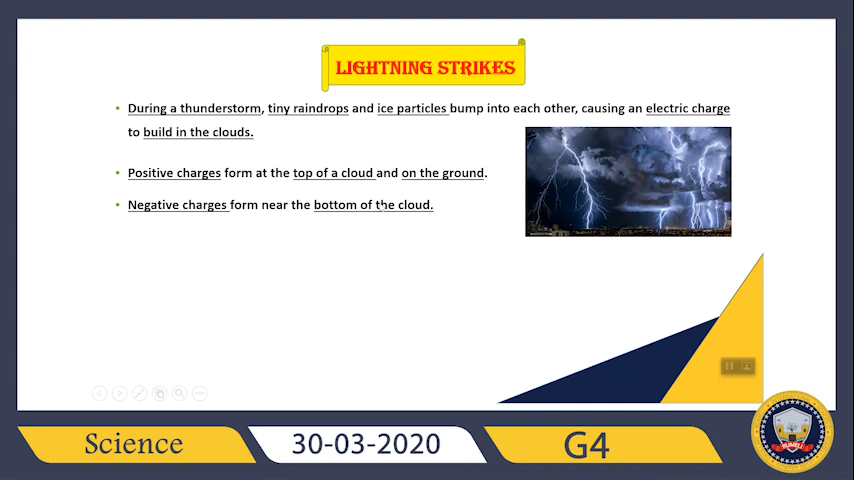 LIGHTNING STRIKES
• During a thunderstorm, tiny raindrops and ice particles bump into each other, causing an electric charge
to build in the clouds.
• Positive charges form at the top of a cloud and on the ground.
• Negative charges form near the bottom of the cloud.
Science
30-03-2020
G4